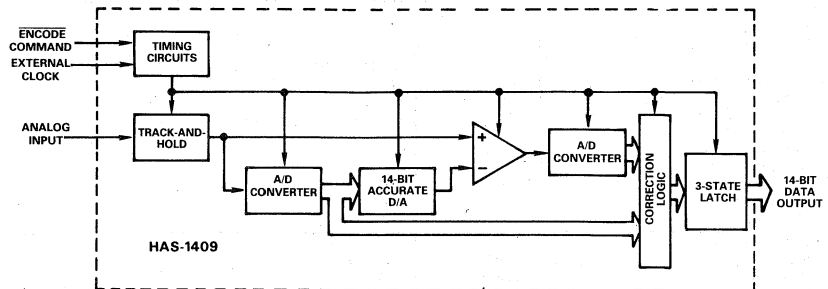 ENCODE
COMMAND
EXTERNAL
CLOCK
TIMING
CIRCUITS
ANALOG
INPUT
TRACK-AND-
HOLD
A/D
CONVERTER
14-BIT
ACCURATE
D/A
+
−
A/D
CONVERTER
CORRECTION
LOGIC
3-STATE
LATCH
14-BIT
DATA
OUTPUT
HAS-1409